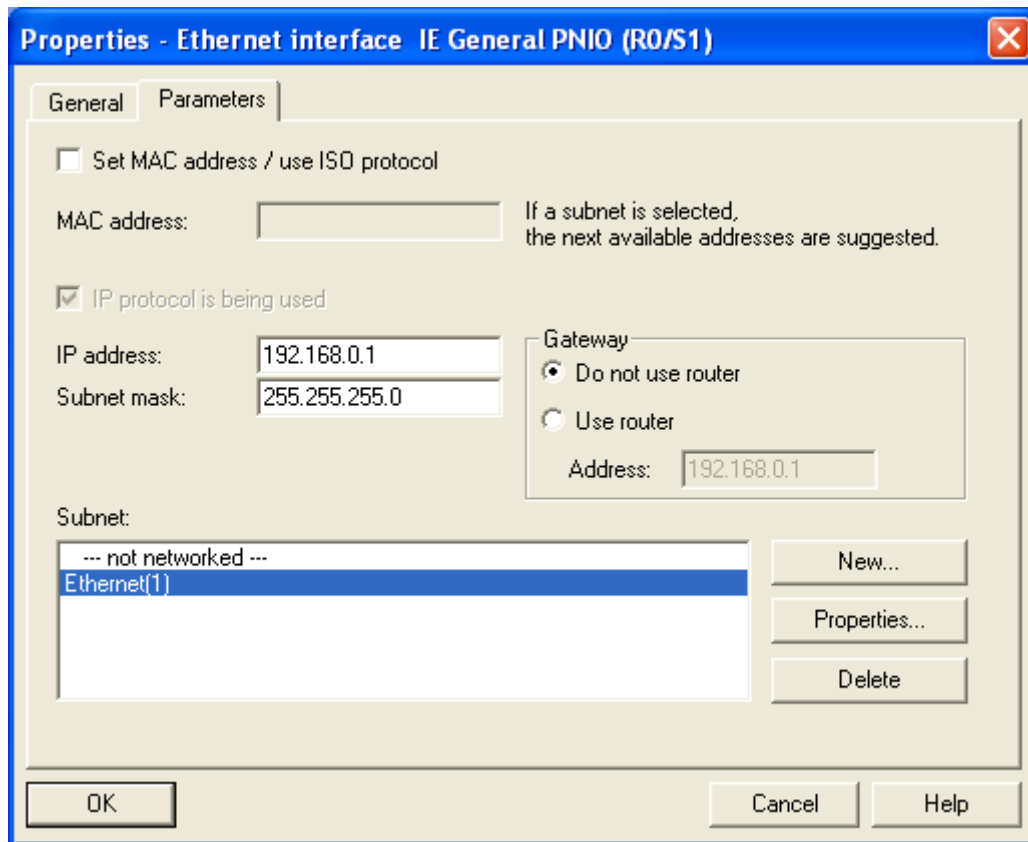 Properties - Ethernet interface IE General PNIO (R0/S1)
General
Parameters
Set MAC address / use ISO protocol
MAC address:
If a subnet is selected,
the next available addresses are suggested.
IP protocol is being used
IP address:
192.168.0.1
Subnet mask:
255.255.255.0
Gateway
Do not use router
Use router
Address:
192.168.0.1
Subnet:
--- not networked ---
Ethernet(1)
New...
Properties...
Delete
OK
Cancel
Help